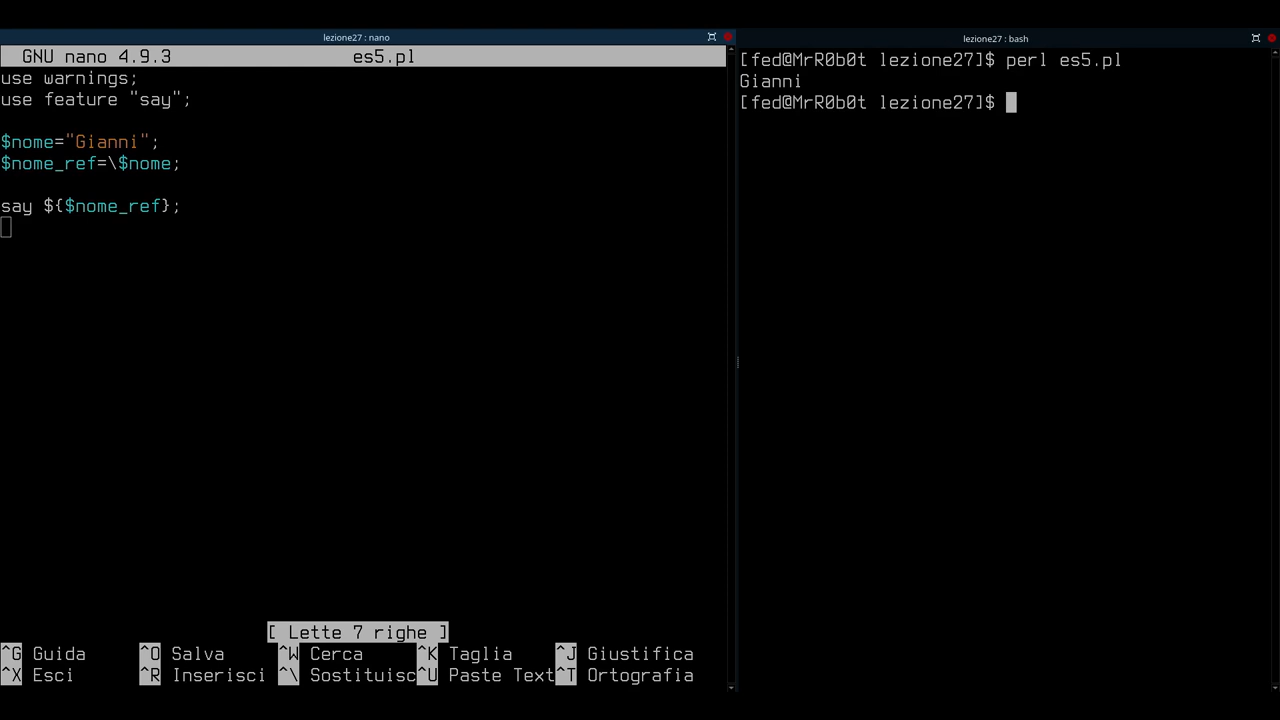 lezione27 : nano
GNU nano 4.9.3 es5.pl
use warnings;
use feature "say";
$nome="Gianni";
$nome_ref=\$nome;
say ${$nome_ref};
[ Lette 7 righe ]
^G Guida ^O Salva ^W Cerca ^K Taglia ^J Giustifica
^X Esci ^R Inserisci ^\ Sostituisc^U Paste Text^T Ortografia
lezione27 : bash
[fed@MrR0b0t lezione27]$ perl es5.pl
Gianni
[fed@MrR0b0t lezione27]$